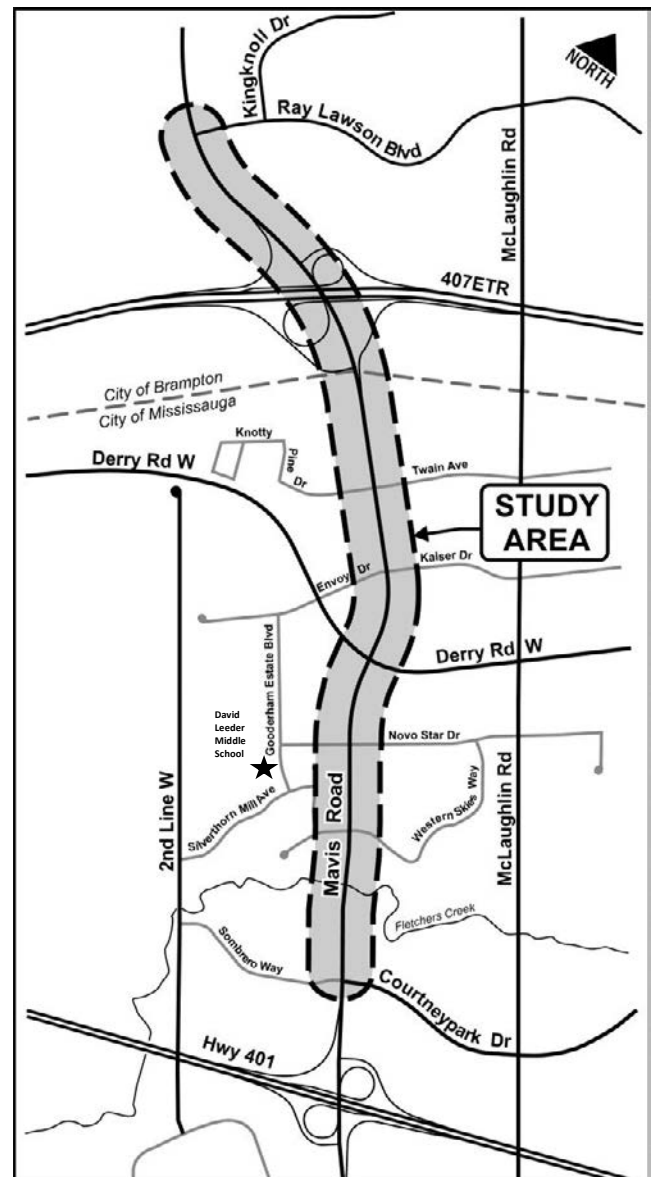 Kingknoll Dr
NORTH
Ray Lawson Blvd
McLaughlin Rd
407ETR
City of Brampton
City of Mississauga
Knotty
Pine
Dr
Derry Rd W
Twain Ave
STUDY
AREA
Envoy Dr
Kaiser Dr
Derry Rd W
Gooderham Estate Blvd
David
Leeder
Middle
School
Novo Star Dr
2nd Line W
Silverthorn Mill Ave
Mavis Road
Western Skies Way
McLaughlin Rd
Fletchers Creek
Sombrero Way
Courtneypark Dr
Hwy 401